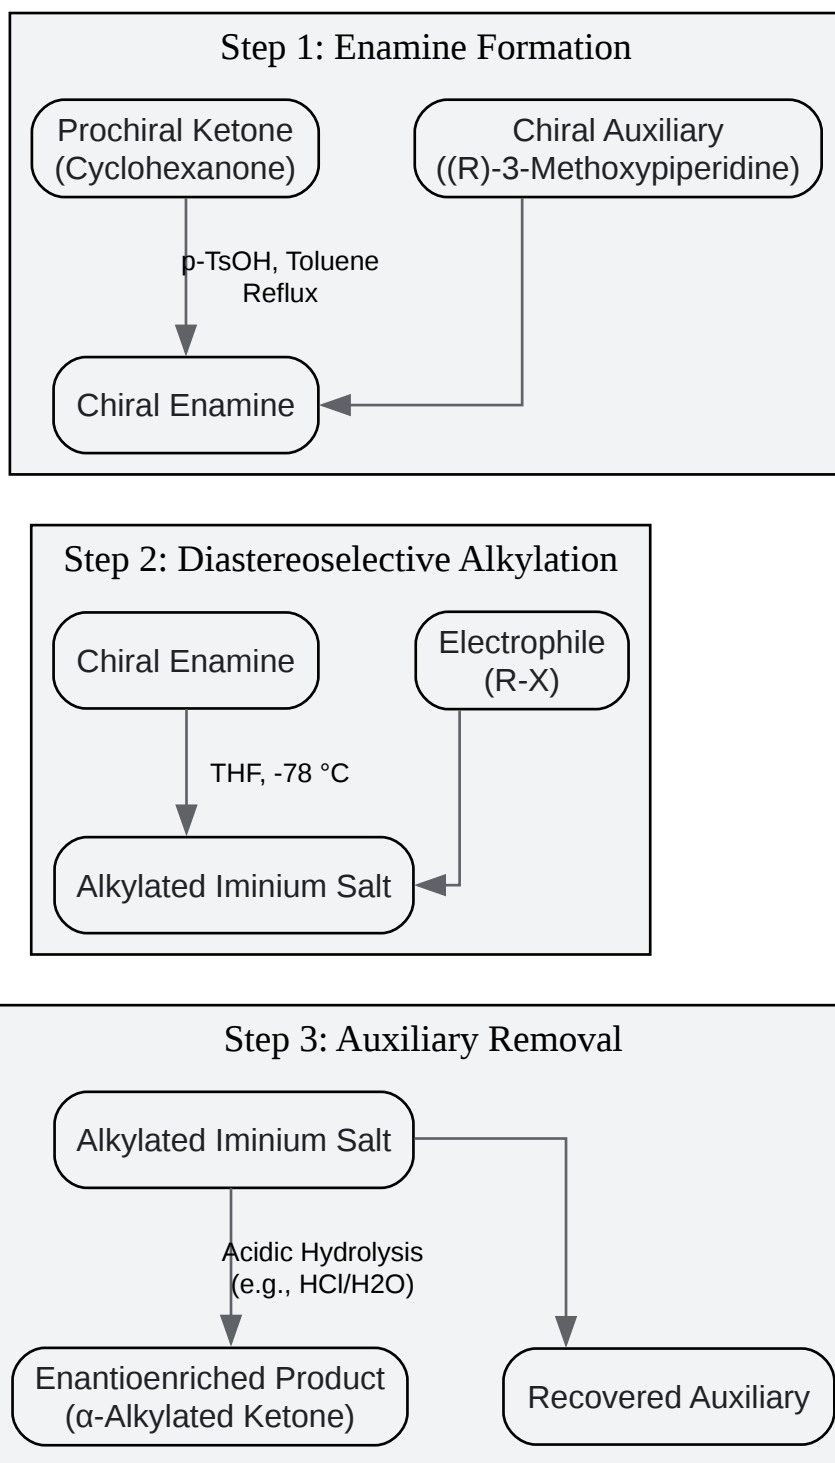 Step 1: Enamine Formation
Prochiral Ketone
(Cyclohexanone)
Chiral Auxiliary
((R)-3-Methoxypiperidine)
p-TsOH, Toluene
Reflux
Chiral Enamine
Step 2: Diastereoselective Alkylation
Chiral Enamine
Electrophile
(R-X)
THF, -78 °C
Alkylated Iminium Salt
Step 3: Auxiliary Removal
Alkylated Iminium Salt
Acidic Hydrolysis
(e.g., HCl/H2O)
Enantioenriched Product
(α-Alkylated Ketone)
Recovered Auxiliary